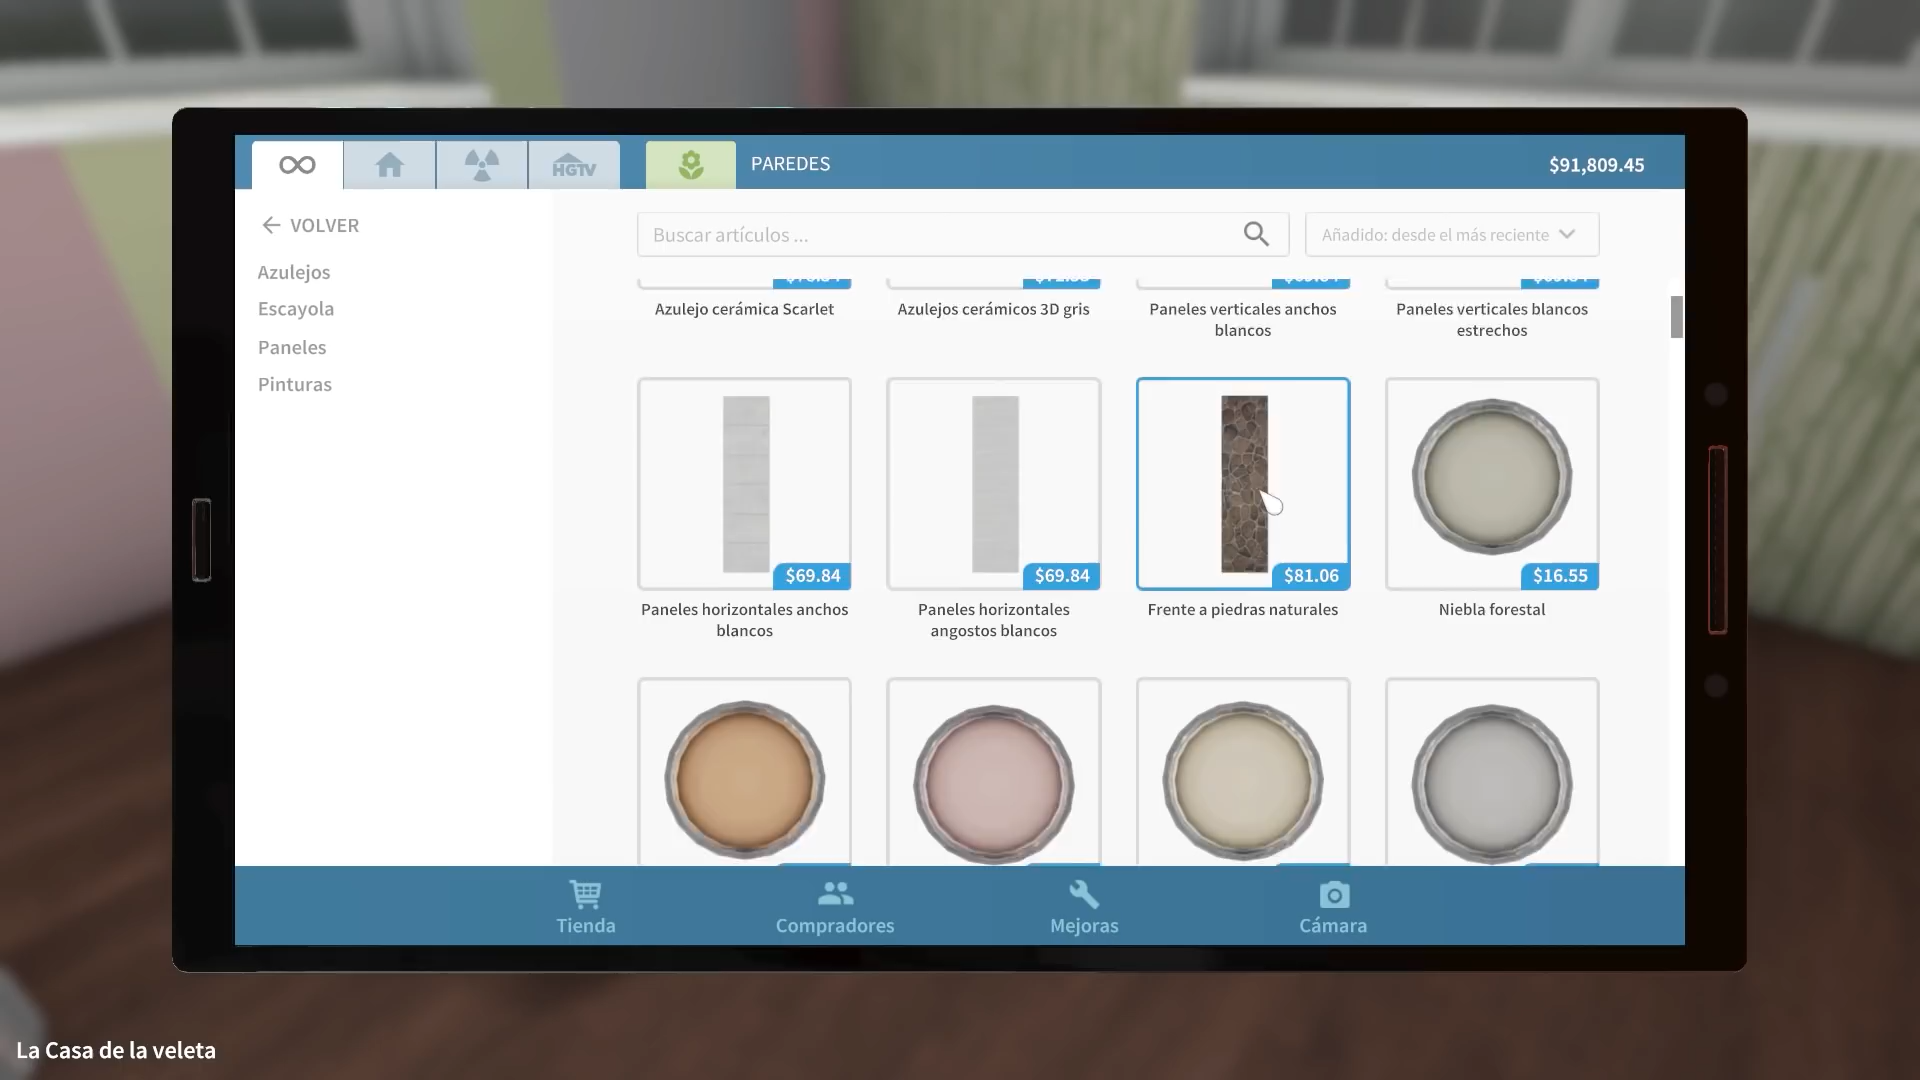 HGTV
PAREDES
$91,809.45
VOLVER
Buscar artículos ...
Añadido: desde el más reciente
Azulejos
Escayola
Paneles
Pinturas
Azulejo cerámica Scarlet
Azulejos cerámicos 3D gris
Paneles verticales anchos
blancos
Paneles verticales blancos
estrechos
$69.84
$69.84
$81.06
$16.55
Paneles horizontales anchos
blancos
Paneles horizontales
angostos blancos
Frente a piedras naturales
Niebla forestal
Tienda
Compradores
Mejoras
Cámara
La Casa de la veleta